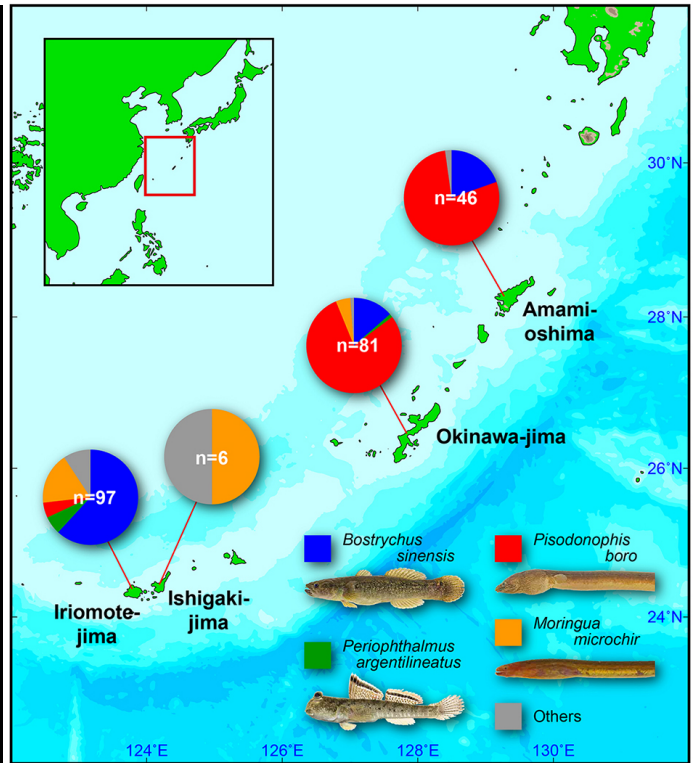 30°N
n=46
Amami-
oshima
28°N
n=81
Okinawa-jima
26°N
n=6
n=97
Iriomote-
jima
Ishigaki-
jima
Bostrychus
sinensis
Pisodonophis
boro
24°N
Periophthalmus
argentilineatus
Moringua
microchir
Others
124°E
126°E
128°E
130°E